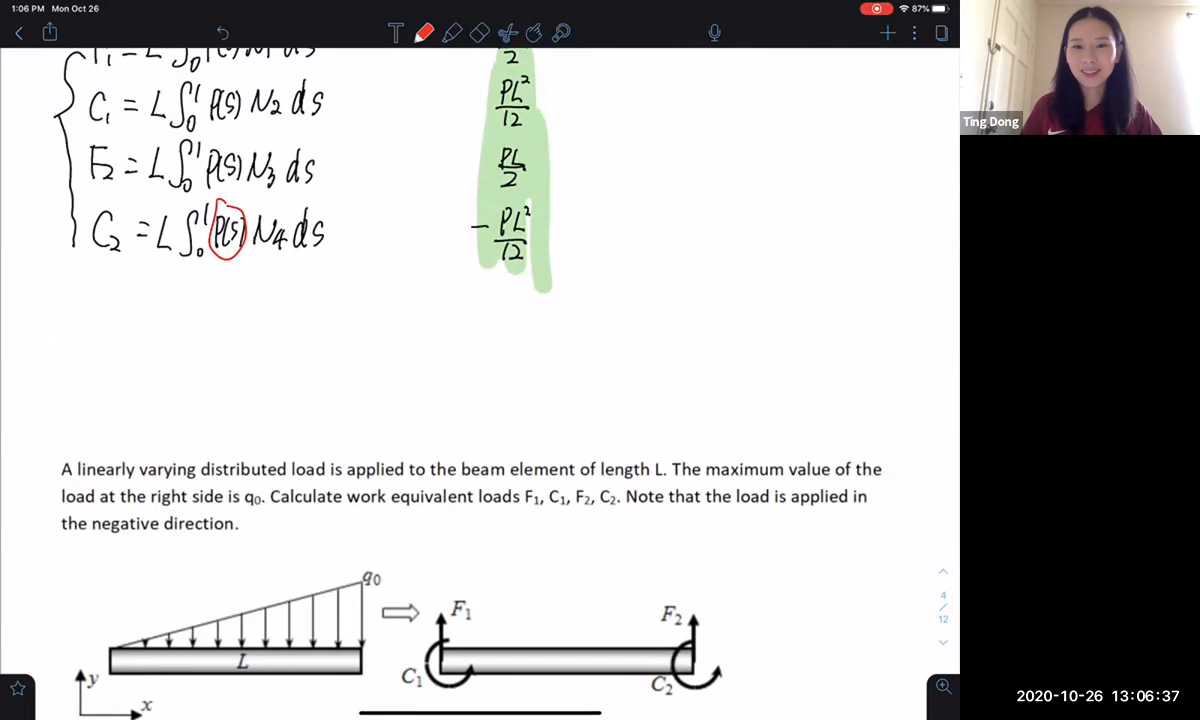 1:06 PM Mon Oct 26
87%
2
C₁ = L ∫₀¹ P(s) N₂ ds
PL²/12
F₂ = L ∫₀¹ P(s) N₃ ds
PL/2
C₂ = L ∫₀¹ P(s) N₄ ds
- PL²/12
A linearly varying distributed load is applied to the beam element of length L. The maximum value of the
load at the right side is q₀. Calculate work equivalent loads F₁, C₁, F₂, C₂. Note that the load is applied in
the negative direction.
q₀
F₁
F₂
L
C₁
C₂
y
x
4
/
12
Ting Dong
2020-10-26 13:06:37